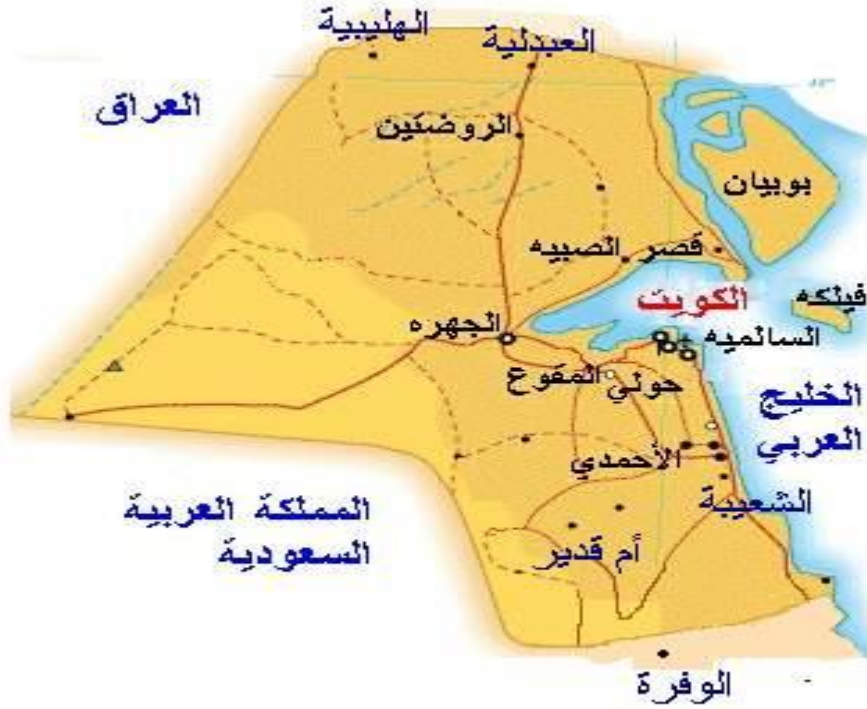 الهليبية
العبدلية
العراق
الروضتين
بوبيان
قصر الصبيه
الكويت
فيلكه
الجهره
السالميه
المقوع
حولي
الخليج
العربي
الأحمدي
الشعيبة
المملكة العربية
السعودية
أم قدير
الوفرة